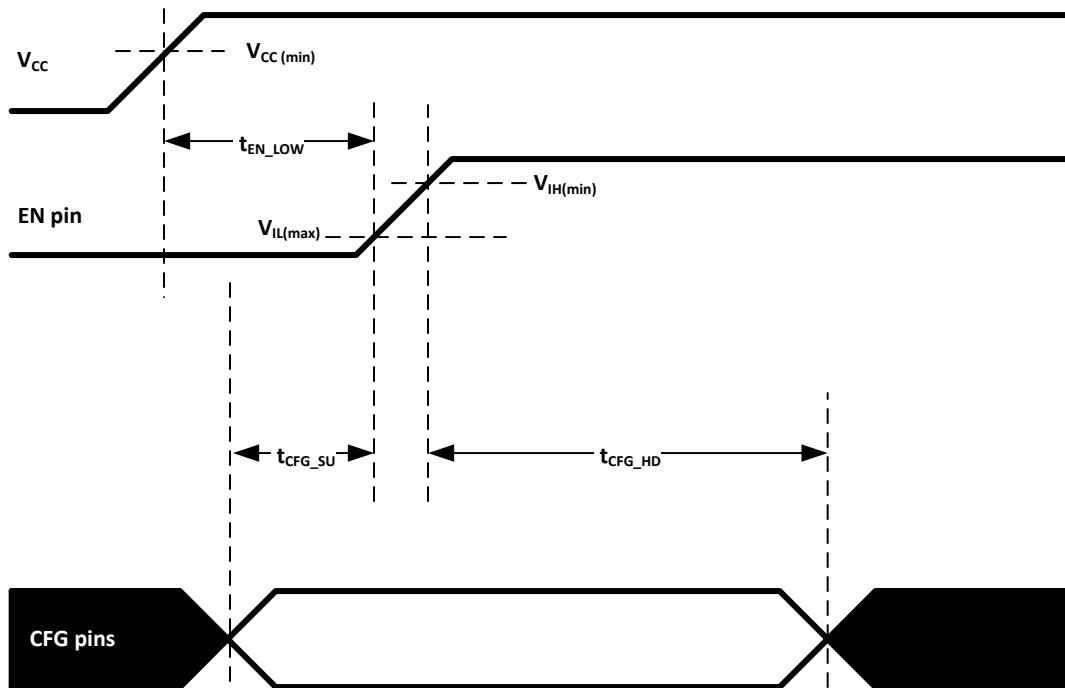 V_CC
V_CC (min)
t_EN_LOW
V_IH(min)
EN pin
V_IL(max)
t_CFG_SU
t_CFG_HD
CFG pins